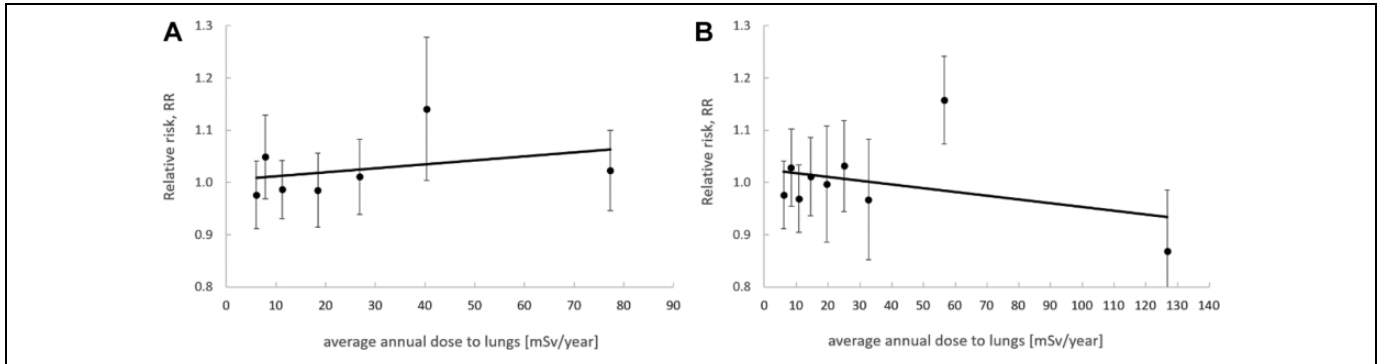 A
1.3
1.2
1.1
1.0
0.9
0.8
Relative risk, RR
0 10 20 30 40 50 60 70 80 90
average annual dose to lungs [mSv/year]
B
1.3
1.2
1.1
1.0
0.9
0.8
Relative risk, RR
0 10 20 30 40 50 60 70 80 90 100 110 120 130 140
average annual dose to lungs [mSv/year]